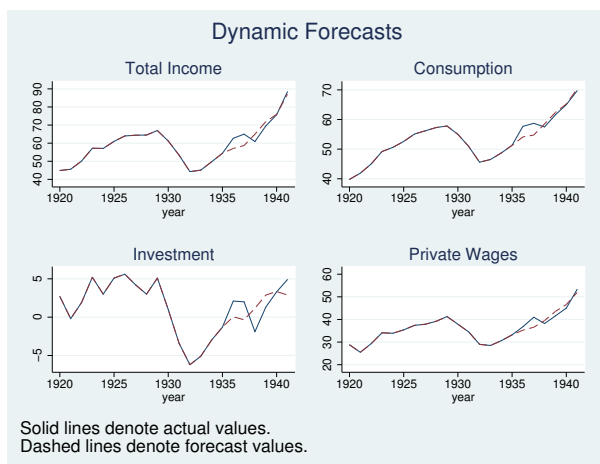 Dynamic Forecasts
Total Income
40 50 60 70 80 90
1920 1925 1930 1935 1940
year
Consumption
40 50 60 70
1920 1925 1930 1935 1940
year
Investment
-5 0 5
1920 1925 1930 1935 1940
year
Private Wages
20 30 40 50 60
1920 1925 1930 1935 1940
year
Solid lines denote actual values.
Dashed lines denote forecast values.